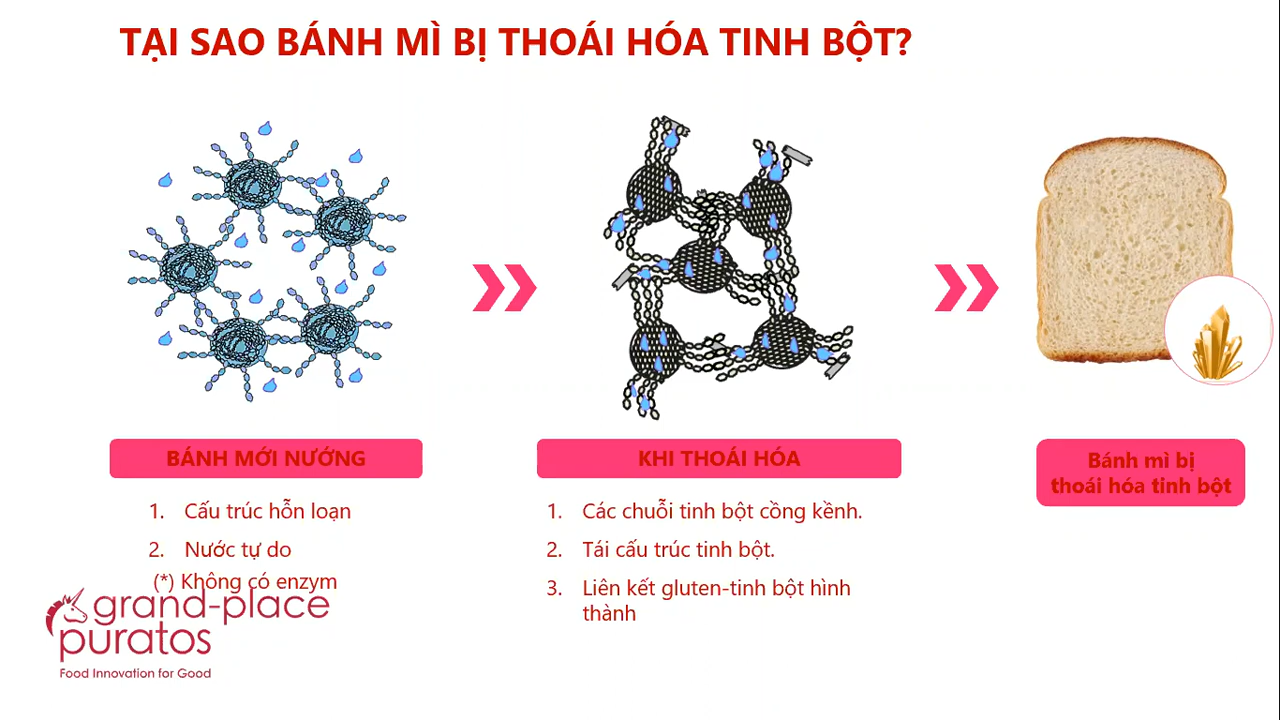 TẠI SAO BÁNH MÌ BỊ THOÁI HÓA TINH BỘT?
BÁNH MỚI NƯỚNG
1. Cấu trúc hỗn loạn
2. Nước tự do
(*) Không có enzym
KHI THOÁI HÓA
1. Các chuỗi tinh bột cồng kềnh.
2. Tái cấu trúc tinh bột.
3. Liên kết gluten-tinh bột hình
thành
Bánh mì bị
thoái hóa tinh bột
grand-place
puratos
Food Innovation for Good